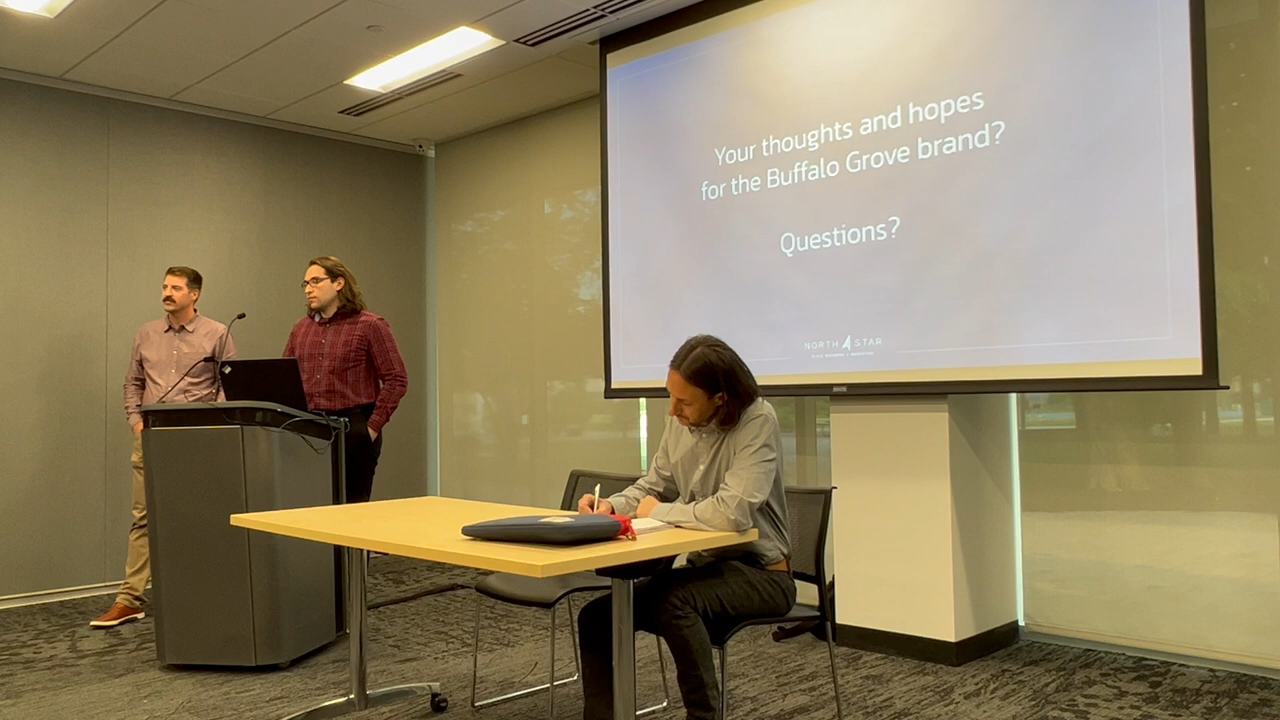 Your thoughts and hopes
for the Buffalo Grove brand?
Questions?
NORTH STAR